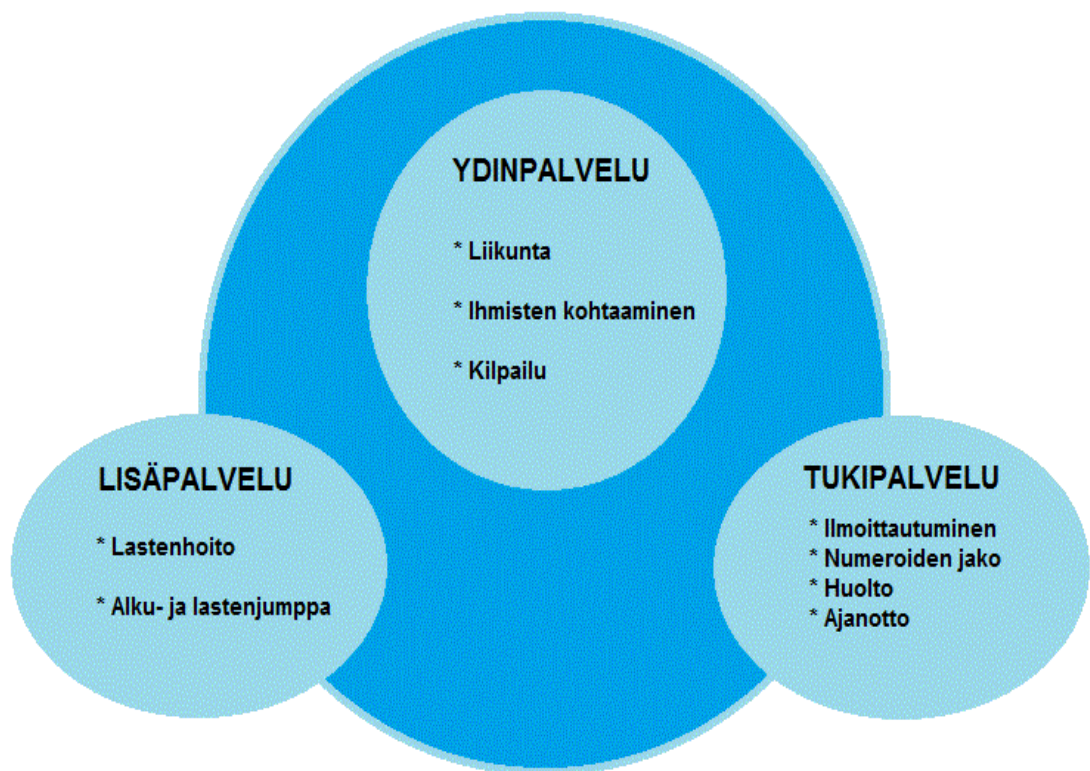 YDINPALVELU
* Liikunta
* Ihmisten kohtaaminen
* Kilpailu
LISÄPALVELU
* Lastenhoito
* Alku- ja lastenjumppa
TUKIPALVELU
* Ilmoittautuminen
* Numeroiden jako
* Huolto
* Ajanotto